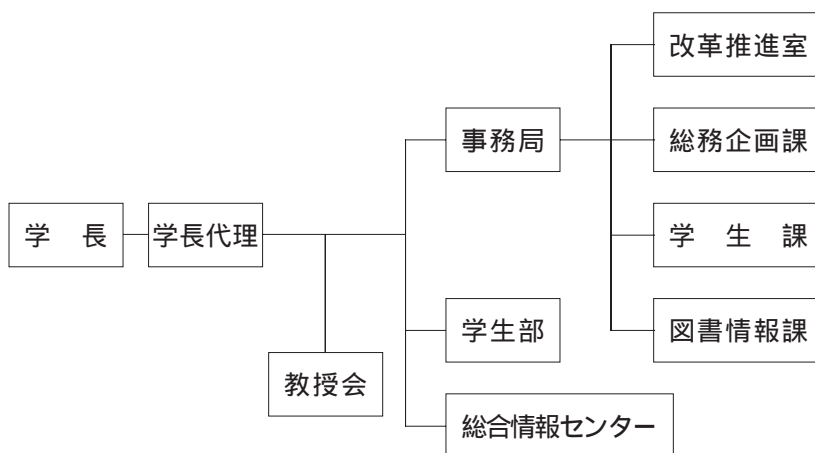 改革推進室
事務局
総務企画課
学　長
学長代理
学　生　課
学生部
図書情報課
教授会
総合情報センター